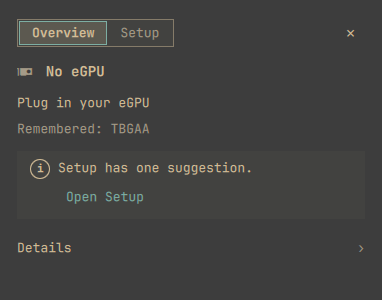 Overview Setup ×
No eGPU
Plug in your eGPU
Remembered: TBGAA
Setup has one suggestion.
Open Setup
Details ›